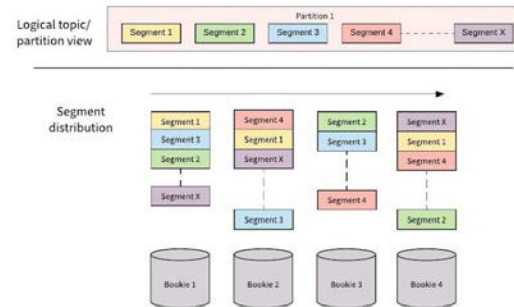 Logical topic/
partition view
Partition 1
Segment 1
Segment 2
Segment 3
Segment 4
Segment X
Segment
distribution
Segment 1
Segment 3
Segment 2
Segment X
Segment 4
Segment 1
Segment X
Segment 3
Segment 2
Segment 3
Segment 4
Segment X
Segment 1
Segment 4
Segment 2
Bookie 1
Bookie 2
Bookie 3
Bookie 4